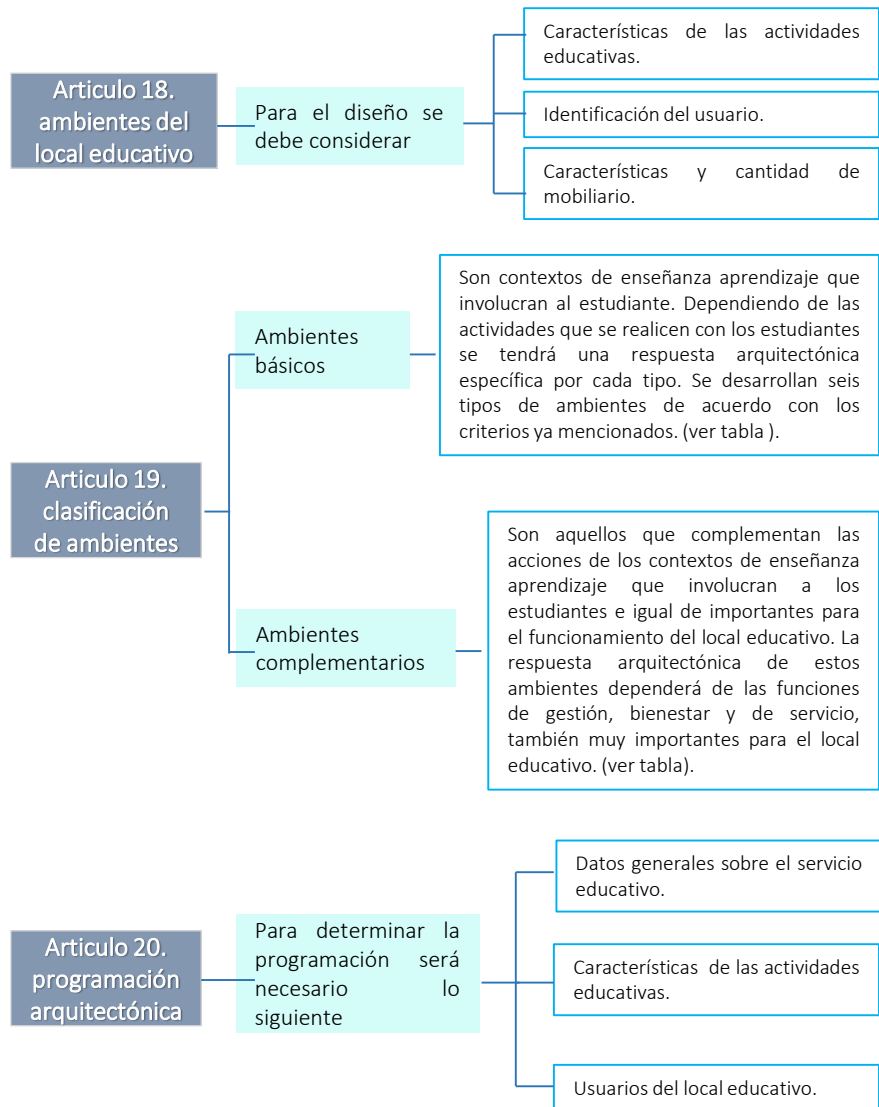 Articulo 18.
ambientes del
local educativo
Para el diseño se
debe considerar
Características de las actividades
educativas.
Identificación del usuario.
Características y cantidad de
mobiliario.
Articulo 19.
clasificación
de ambientes
Ambientes
básicos
Son contextos de enseñanza aprendizaje que
involucran al estudiante. Dependiendo de las
actividades que se realicen con los estudiantes
se tendrá una respuesta arquitectónica
específica por cada tipo. Se desarrollan seis
tipos de ambientes de acuerdo con los
criterios ya mencionados. (ver tabla ).
Ambientes
complementarios
Son aquellos que complementan las
acciones de los contextos de enseñanza
aprendizaje que involucran a los
estudiantes e igual de importantes para
el funcionamiento del local educativo. La
respuesta arquitectónica de estos
ambientes dependerá de las funciones
de gestión, bienestar y de servicio,
también muy importantes para el local
educativo. (ver tabla).
Articulo 20.
programación
arquitectónica
Para determinar la
programación será
necesario lo
siguiente
Datos generales sobre el servicio
educativo.
Características de las actividades
educativas.
Usuarios del local educativo.